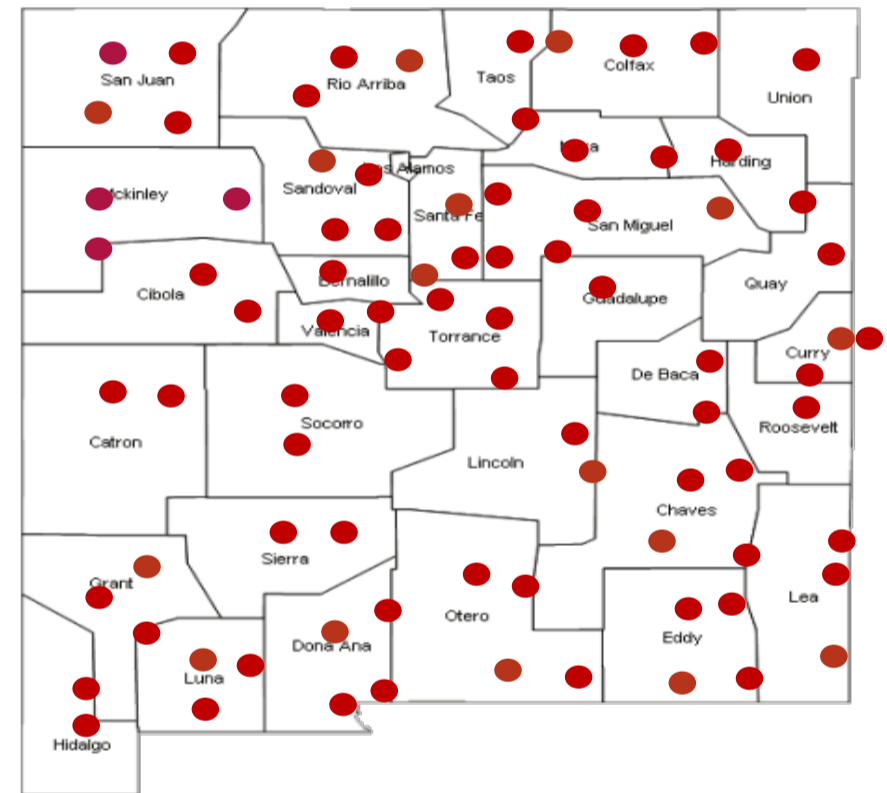 San Juan
Rio Arriba
Taos
Colfax
Union
Harding
Mckinley
Sandoval
Los Alamos
Santa Fe
San Miguel
Cibola
Bernalillo
Guadalupe
Quay
Valencia
Torrance
Curry
De Baca
Catron
Socorro
Roosevelt
Lincoln
Chaves
Sierra
Grant
Lea
Otero
Eddy
Dona Ana
Luna
Hidalgo